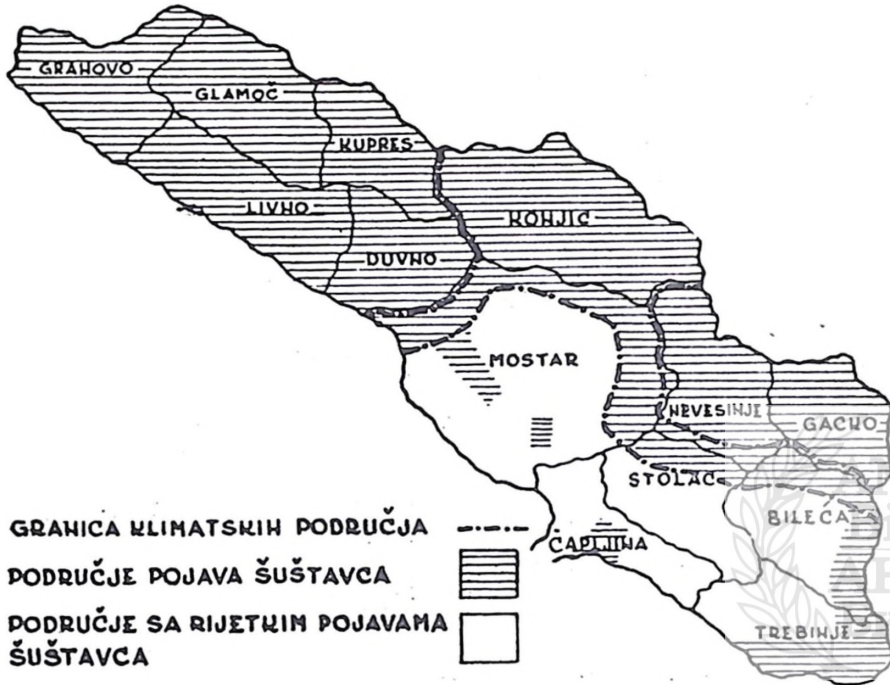 GRAHOVO
GLAMOČ
KUPRES
LIVNO
KONJIC
DUVNO
MOSTAR
NEVESINJE
GACKO
STOLAC
BILEĆA
GRANICA KLIMATSKIH PODRUČJA
ČAPLJINA
PODRUČJE POJAVA ŠUŠTAVCA
PODRUČJE SA RIJETKIM POJAVAMA
ŠUŠTAVCA
TREBINJE